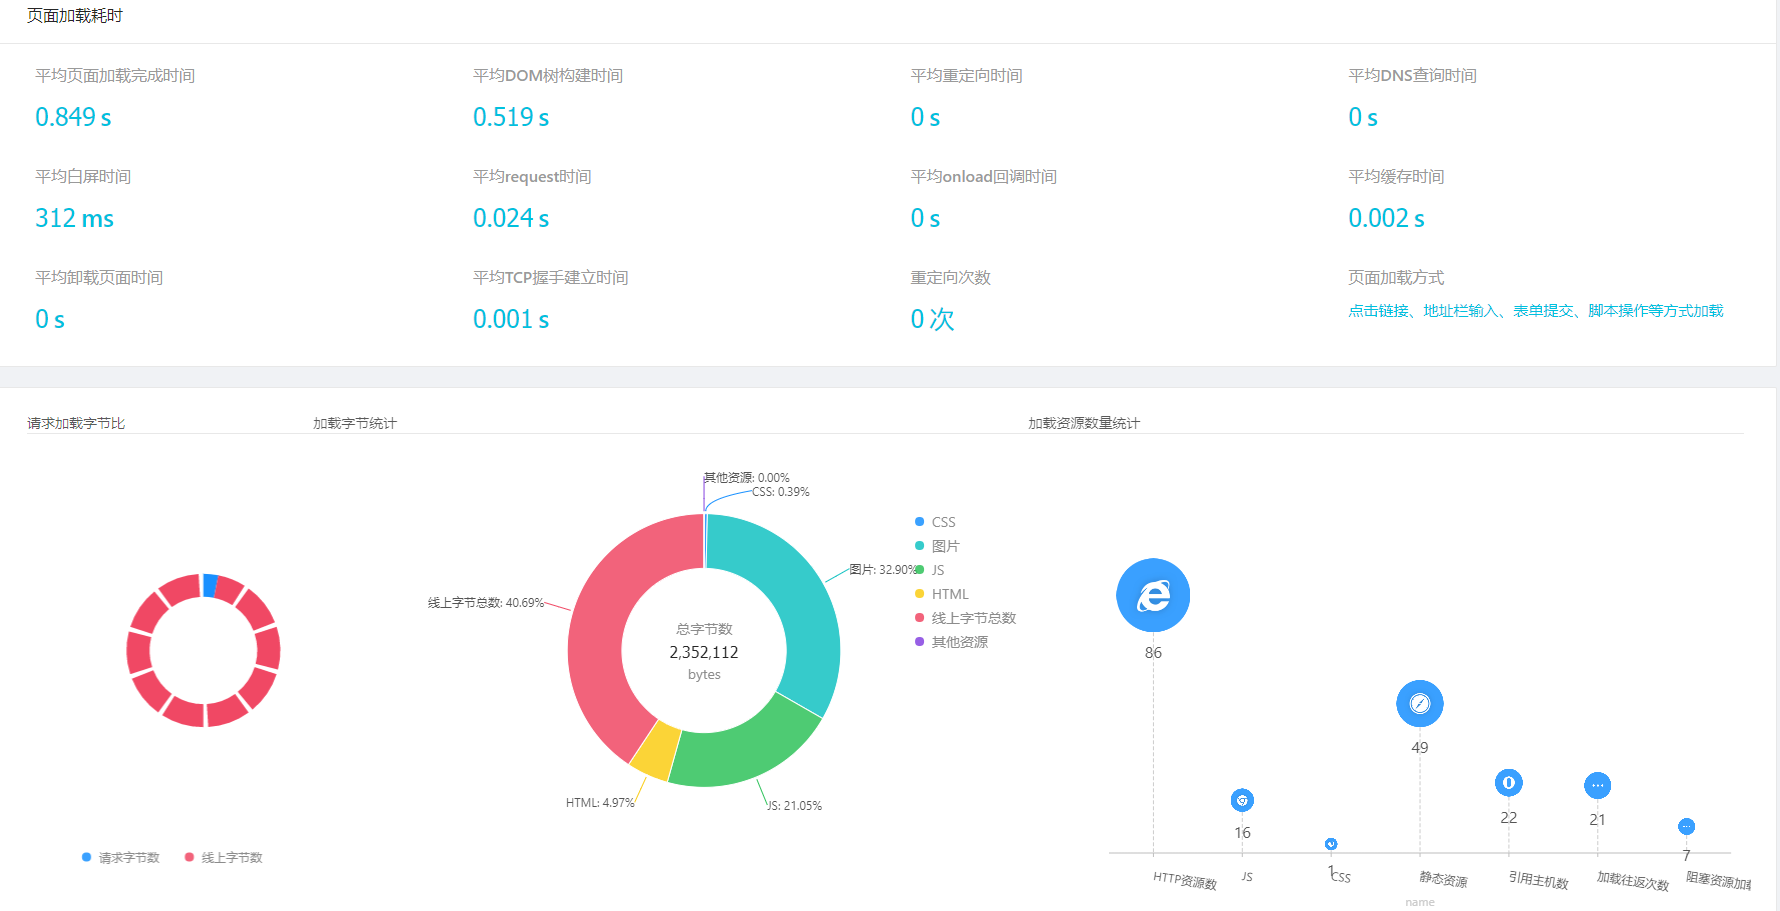 页面加载耗时
平均页面加载完成时间
平均DOM树构建时间
平均重定向时间
平均DNS查询时间
0.849 s
0.519 s
0 s
0 s
平均白屏时间
平均request时间
平均onload回调时间
平均缓存时间
312 ms
0.024 s
0 s
0.002 s
平均卸载页面时间
平均TCP握手建立时间
重定向次数
页面加载方式
0 s
0.001 s
0 次
点击链接、地址栏输入、表单提交、脚本操作等方式加载
请求加载字节比
加载字节统计
加载资源数量统计
请求字节数
线上字节数
其他资源: 0.00%
CSS: 0.39%
图片: 32.90%
线上字节总数: 40.69%
HTML: 4.97%
JS: 21.05%
总字节数
2,352,112
bytes
CSS
图片
JS
HTML
线上字节总数
其他资源
86
16
1
49
22
21
7
HTTP资源数
JS
CSS
静态资源
引用主机数
加载往返次数
阻塞资源加
name